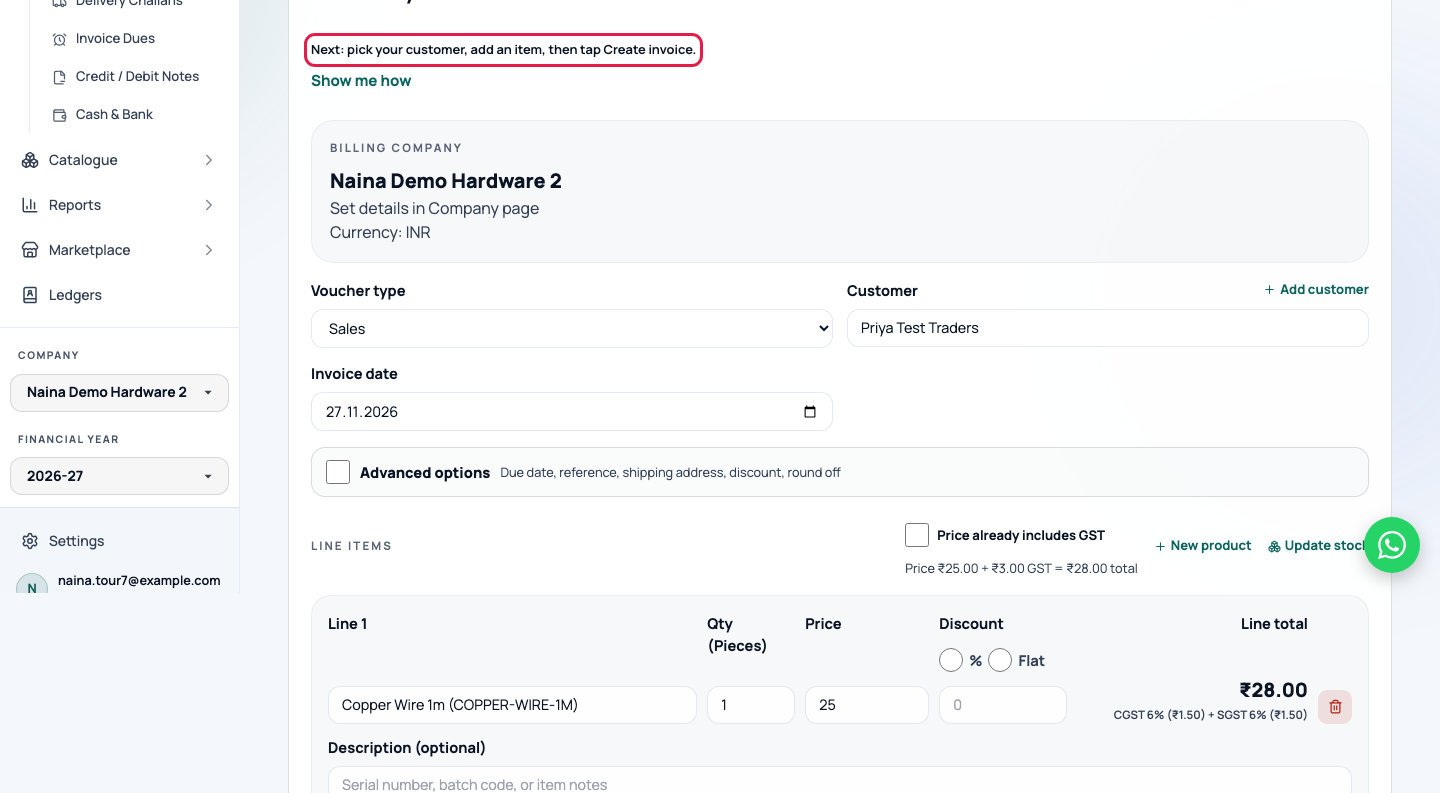 Delivery Challans
Invoice Dues
Credit / Debit Notes
Cash & Bank
Catalogue
Reports
Marketplace
Ledgers
COMPANY
Naina Demo Hardware 2
FINANCIAL YEAR
2026-27
Settings
N
naina.tour7@example.com
Next: pick your customer, add an item, then tap Create invoice.
Show me how
BILLING COMPANY
Naina Demo Hardware 2
Set details in Company page
Currency: INR
Voucher type
Customer
+ Add customer
Sales
Priya Test Traders
Invoice date
27.11.2026
Advanced options Due date, reference, shipping address, discount, round off
LINE ITEMS
Price already includes GST
+ New product
Update stock
Price ₹25.00 + ₹3.00 GST = ₹28.00 total
Line 1
Qty (Pieces)
Price
Discount
Line total
% Flat
Copper Wire 1m (COPPER-WIRE-1M)
1
25
0
₹28.00
CGST 6% (₹1.50) + SGST 6% (₹1.50)
Description (optional)
Serial number, batch code, or item notes